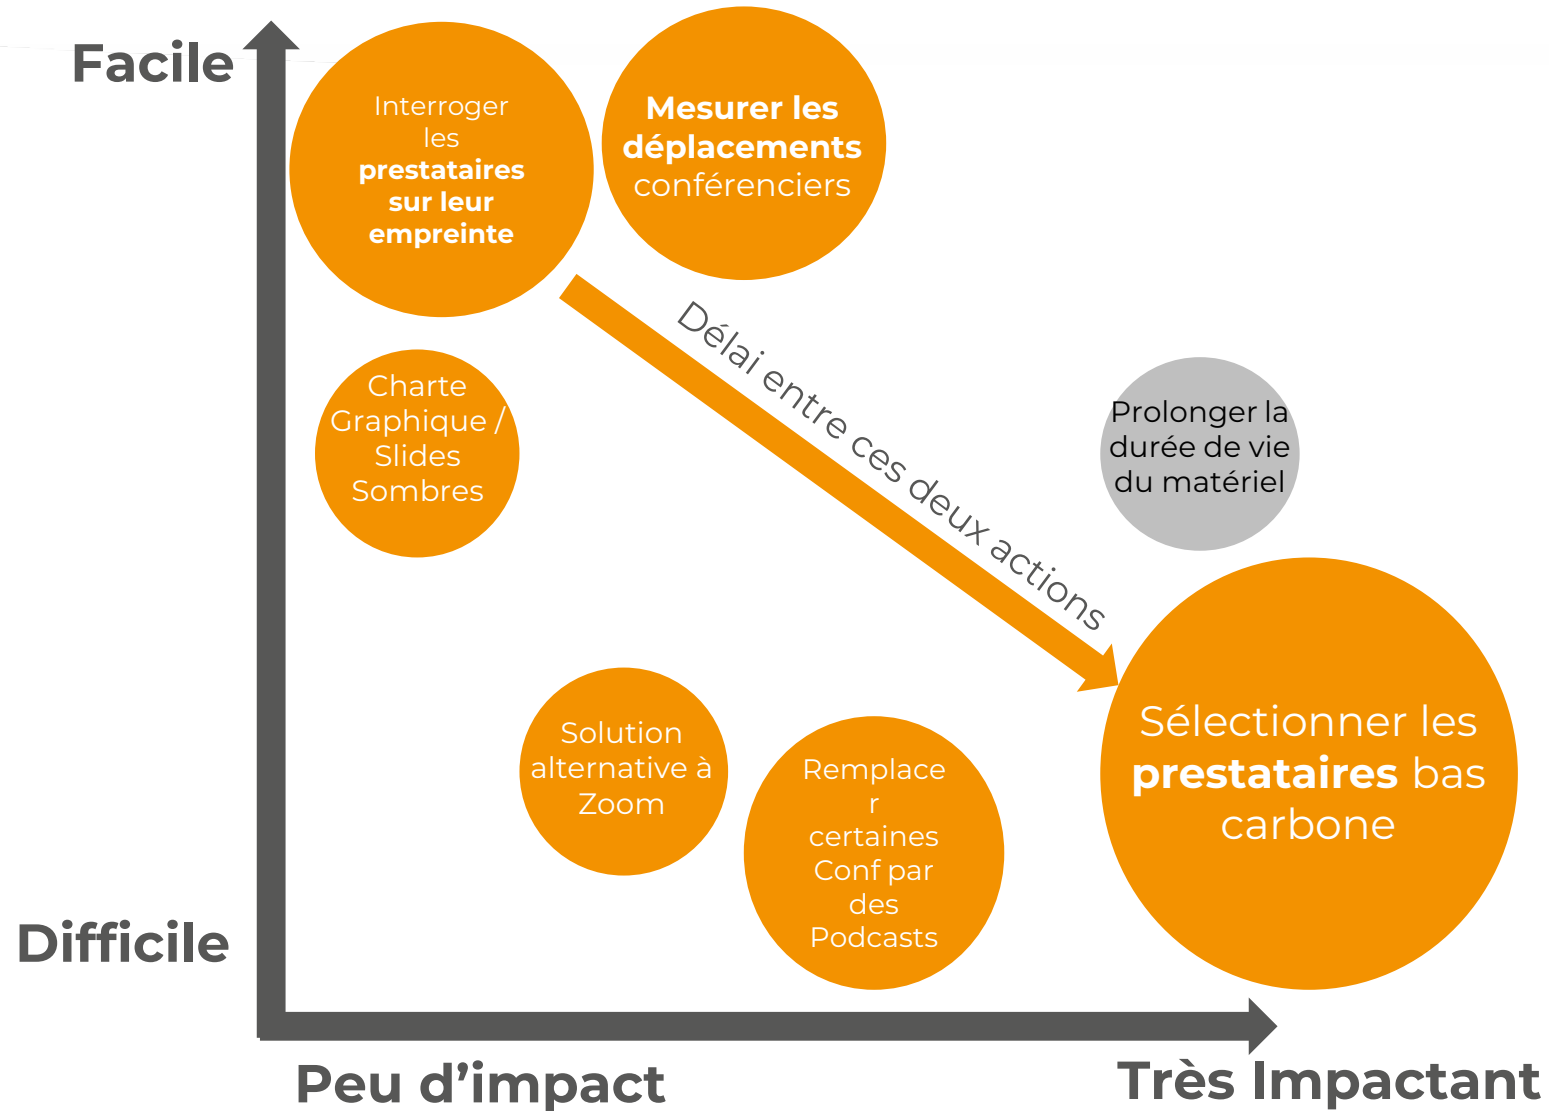 Facile
Interroger
les
prestataires
sur leur
empreinte
Mesurer les
déplacements
conférenciers
Délai entre ces deux actions
Charte
Graphique /
Slides
Sombres
Prolonger la
durée de vie
du matériel
Solution
alternative à
Zoom
Remplace
r
certaines
Conf par
des
Podcasts
Sélectionner les
prestataires bas
carbone
Difficile
Peu d’impact
Très Impactant